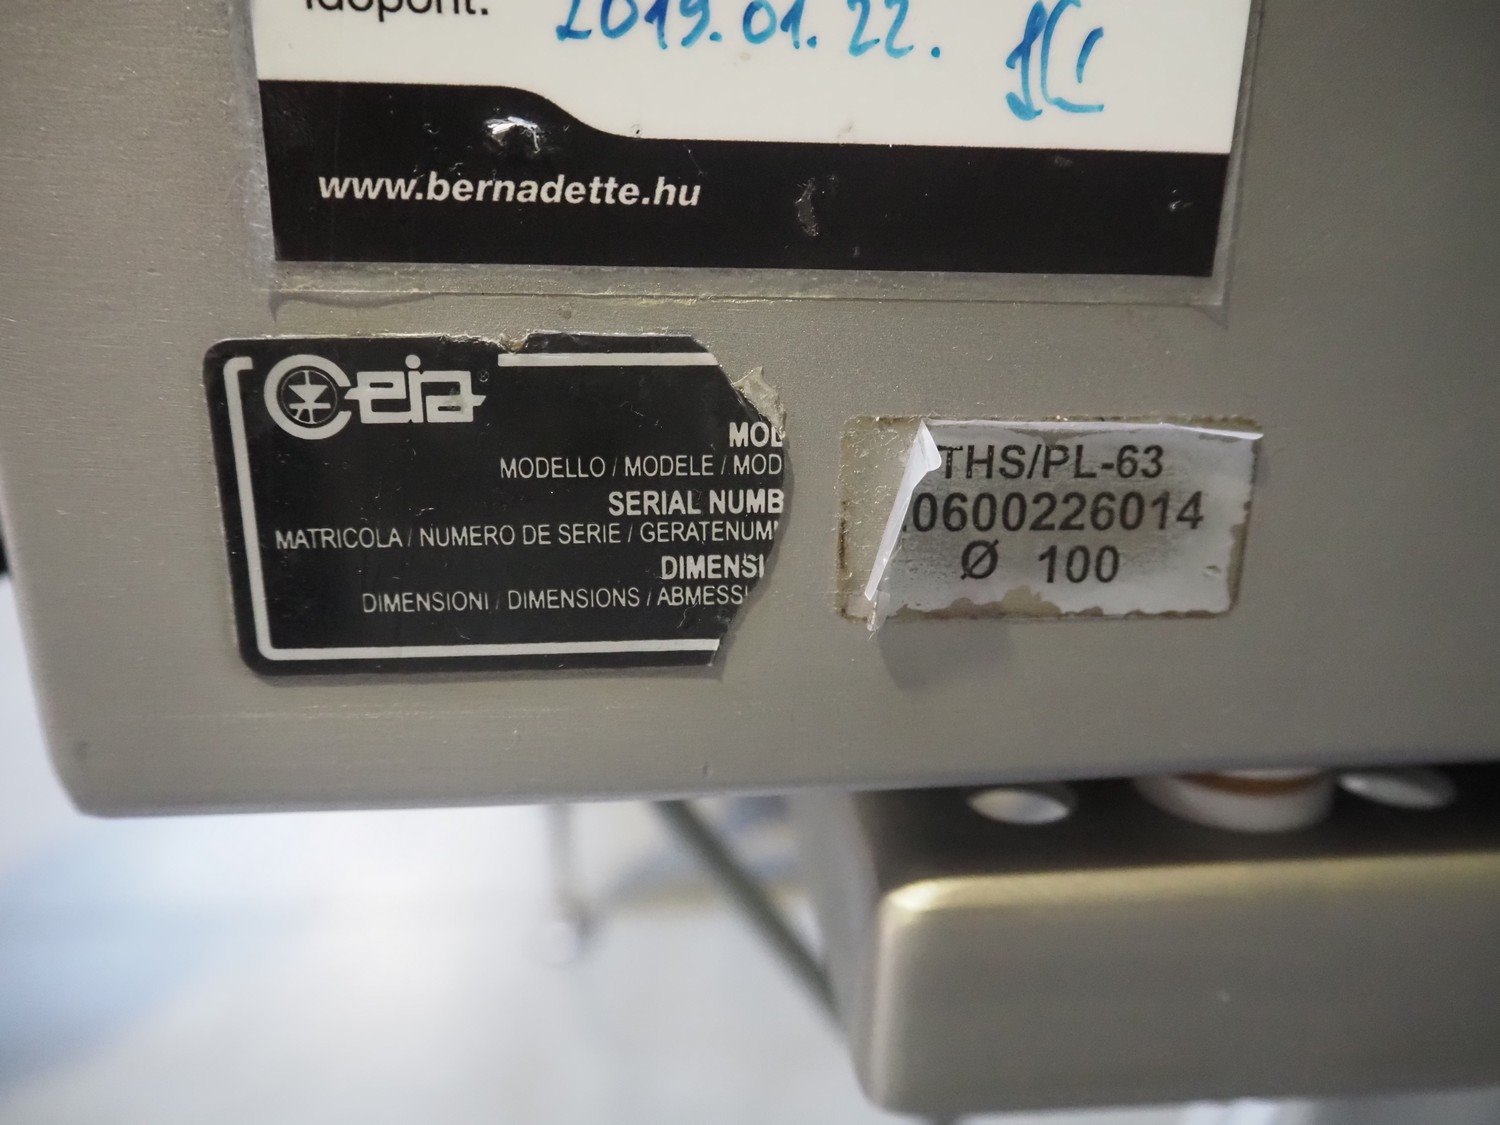 Időpont: 2019.01.22.
www.bernadette.hu
Ceia
MOD
MODELLO / MODELE / MOD
SERIAL NUMB
MATRICOLA / NUMERO DE SERIE / GERATENUM
DIMENSI
DIMENSIONI / DIMENSIONS / ABMESS
THS/PL-63
0600226014
Ø 100